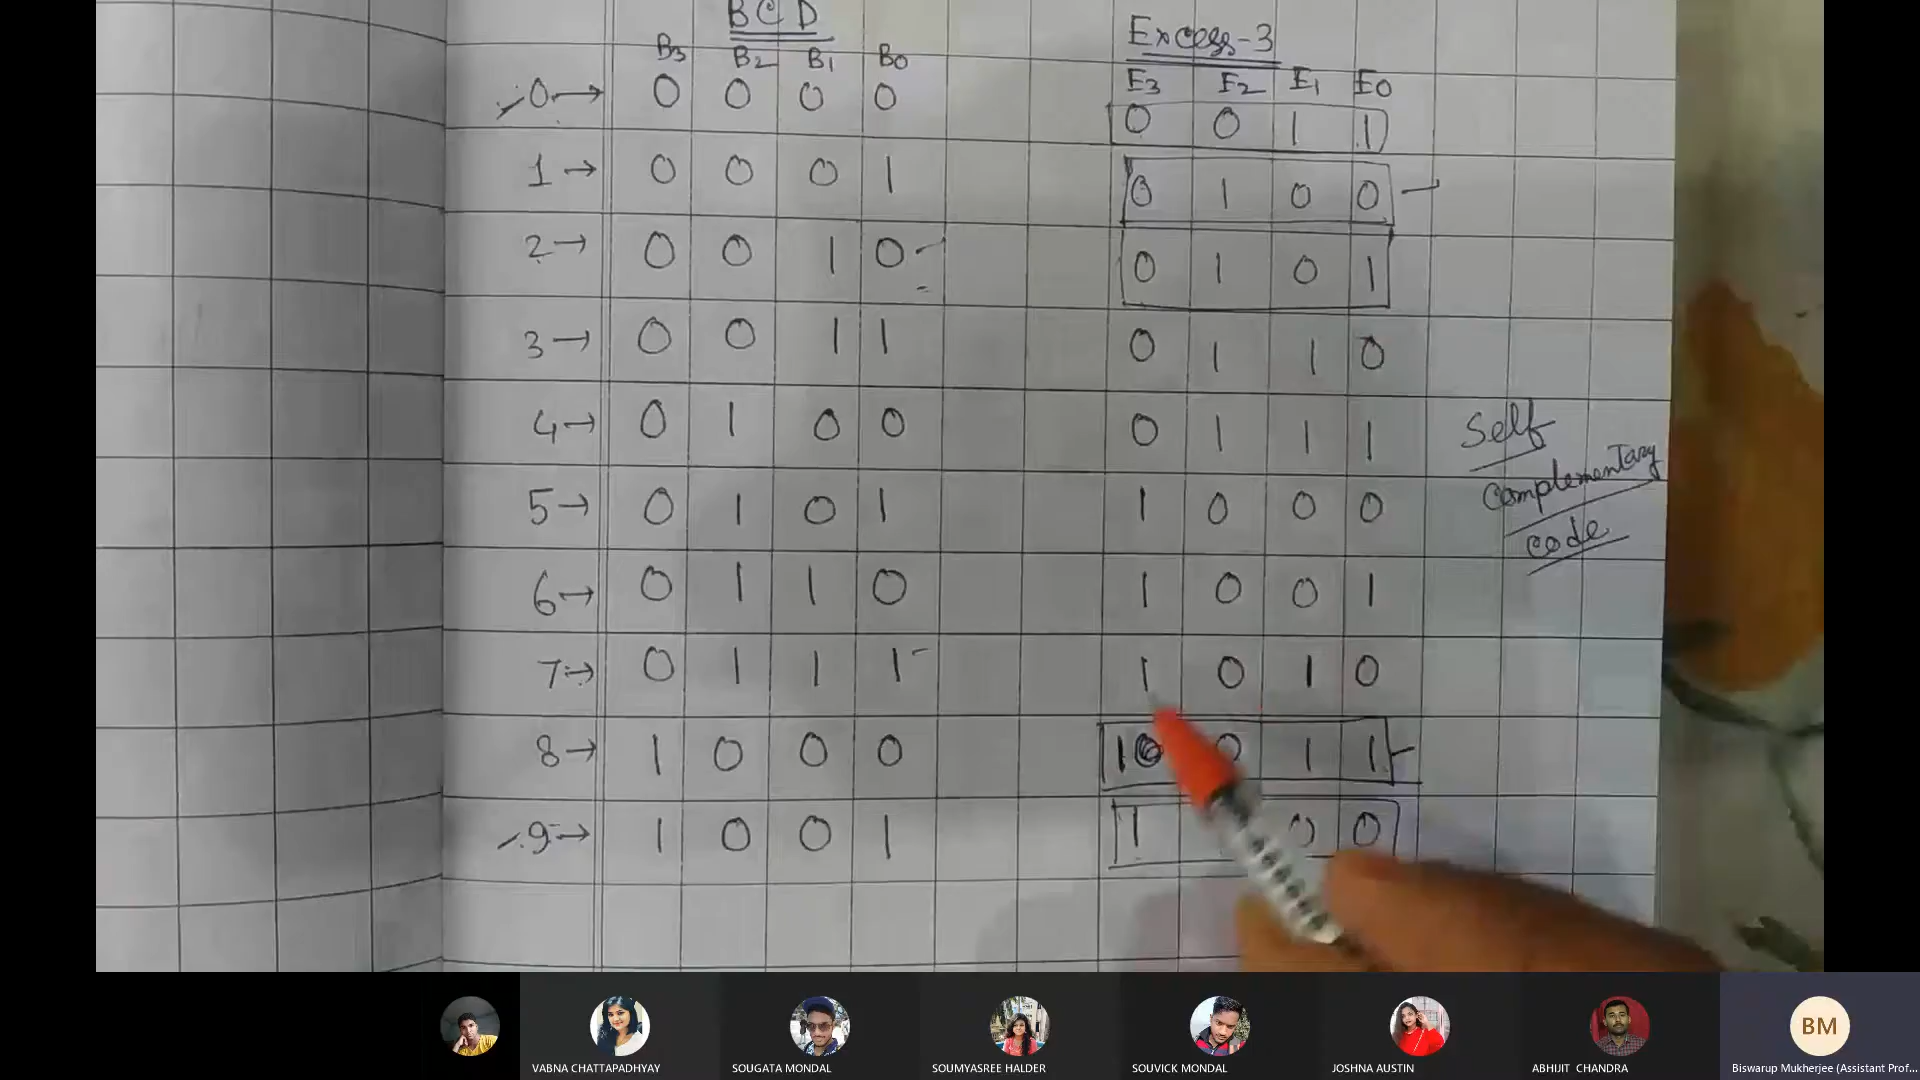 BCD
Excess-3
B3 B2 B1 B0
E3 E2 E1 E0
0→ 0 0 0 0
0 0 1 1
1→ 0 0 0 1
0 1 0 0
2→ 0 0 1 0
0 1 0 1
3→ 0 0 1 1
0 1 1 0
4→ 0 1 0 0
0 1 1 1
5→ 0 1 0 1
1 0 0 0
6→ 0 1 1 0
1 0 0 1
7→ 0 1 1 1
1 0 1 0
8→ 1 0 0 0
1 0 1 1
9→ 1 0 0 1
1 0 0
Self
complementary
code
BM
VABNA CHATTAPADHYAY
SOUGATA MONDAL
SOUMYASREE HALDER
SOUVICK MONDAL
JOSHNA AUSTIN
ABHIJIT CHANDRA
Biswarup Mukherjee (Assistant Prof...